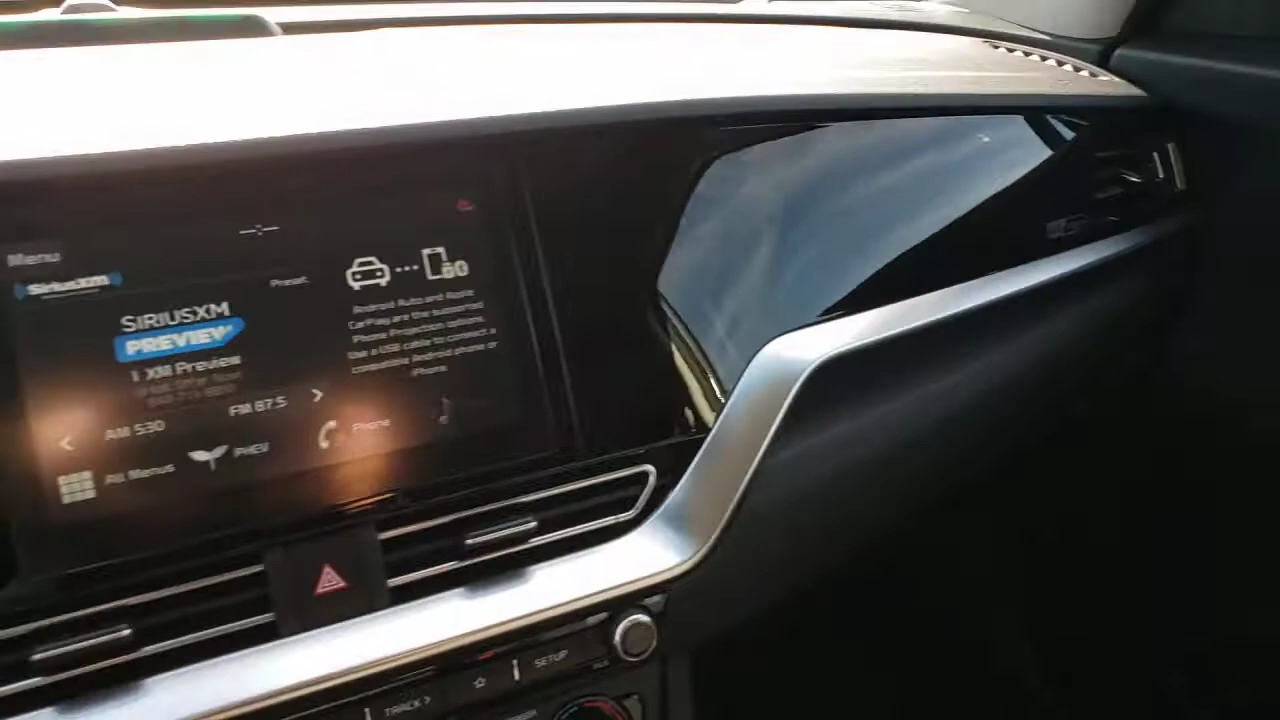 Menu
SiriusXM
Preset
SIRIUSXM
PREVIEW
1 XM Preview
Android Auto and Apple
CarPlay are the supported
Phone Projection options.
Use a USB cable to connect a
compatible Android phone or
iPhone.
AM 530
FM 87.5
All Menus
PHEV
Phone
SETUP
TRACK >